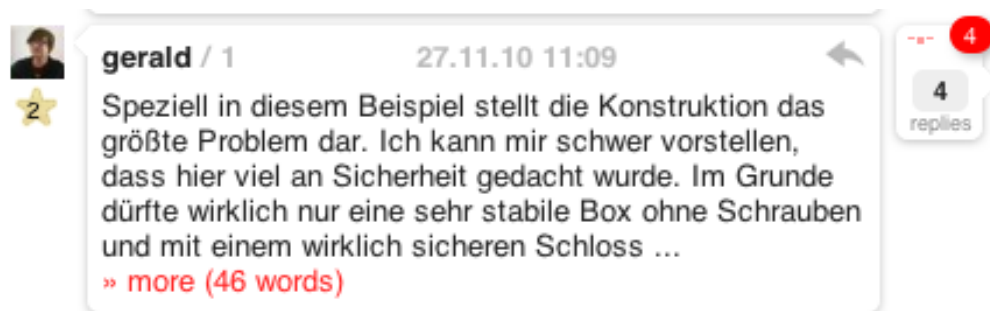 gerald / 1 27.11.10 11:09
Speziell in diesem Beispiel stellt die Konstruktion das
größte Problem dar. Ich kann mir schwer vorstellen,
dass hier viel an Sicherheit gedacht wurde. Im Grunde
dürfte wirklich nur eine sehr stabile Box ohne Schrauben
und mit einem wirklich sicheren Schloss ...
» more (46 words)
2
4
4
replies